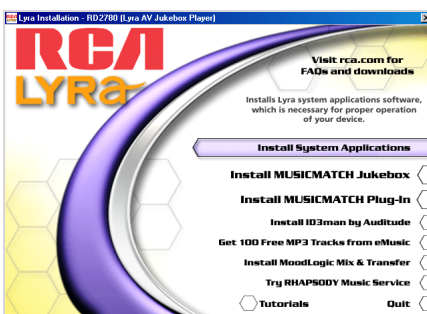 Lyra Installation - RD2780 (Lyra AV Jukebox Player)
RCA
LYRA
Visit rca.com for
FAQs and downloads
Installs Lyra system applications software,
which is necessary for proper operation
of your device.
Install System Applications
Install MUSICMATCH Jukebox
Install MUSICMATCH Plug-In
Install ID3man by Auditude
Get 100 Free MP3 Tracks from eMusic
Install MoodLogic Mix & Transfer
Try RHAPSODY Music Service
Tutorials
Quit